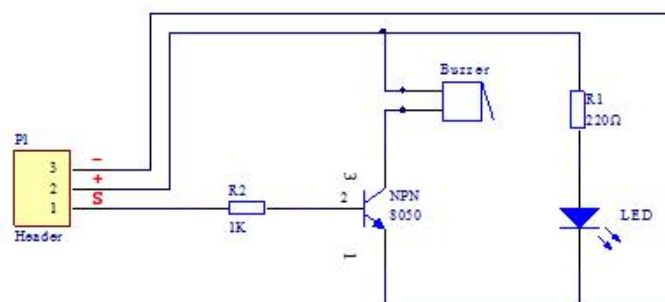 Buzzer
R1
220Ω
P1
3 −
2 +
1 S
Header
R2
1K
3
2
NPN
8050
1
LED